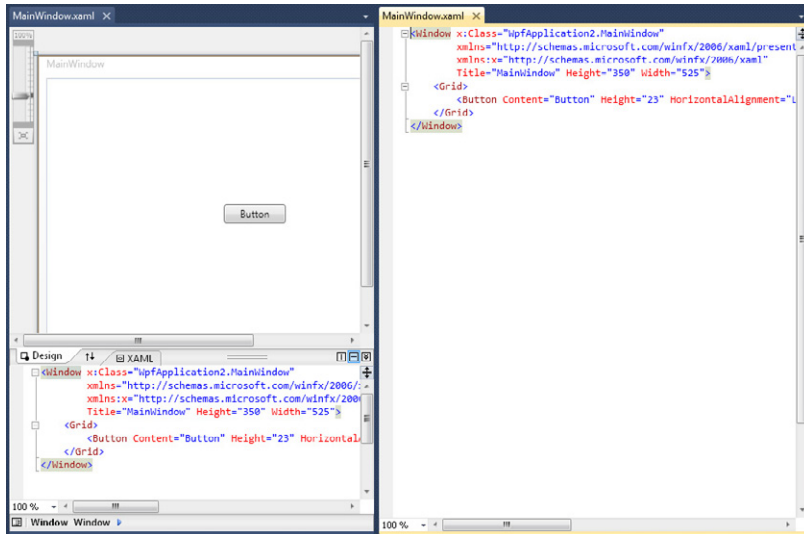 MainWindow.xaml
100%
MainWindow
Button
Design
XAML
<Window x:Class="WpfApplication2.MainWindow"
xmlns="http://schemas.microsoft.com/winfx/2006/
xmlns:x="http://schemas.microsoft.com/winfx/200
Title="MainWindow" Height="350" Width="525">
<Grid>
<Button Content="Button" Height="23" Horizontal
</Grid>
</Window>
100 %
Window Window
MainWindow.xaml
<Window x:Class="WpfApplication2.MainWindow"
xmlns="http://schemas.microsoft.com/winfx/2006/xaml/present
xmlns:x="http://schemas.microsoft.com/winfx/2006/xaml"
Title="MainWindow" Height="350" Width="525">
<Grid>
<Button Content="Button" Height="23" HorizontalAlignment="L
</Grid>
</Window>
100 %